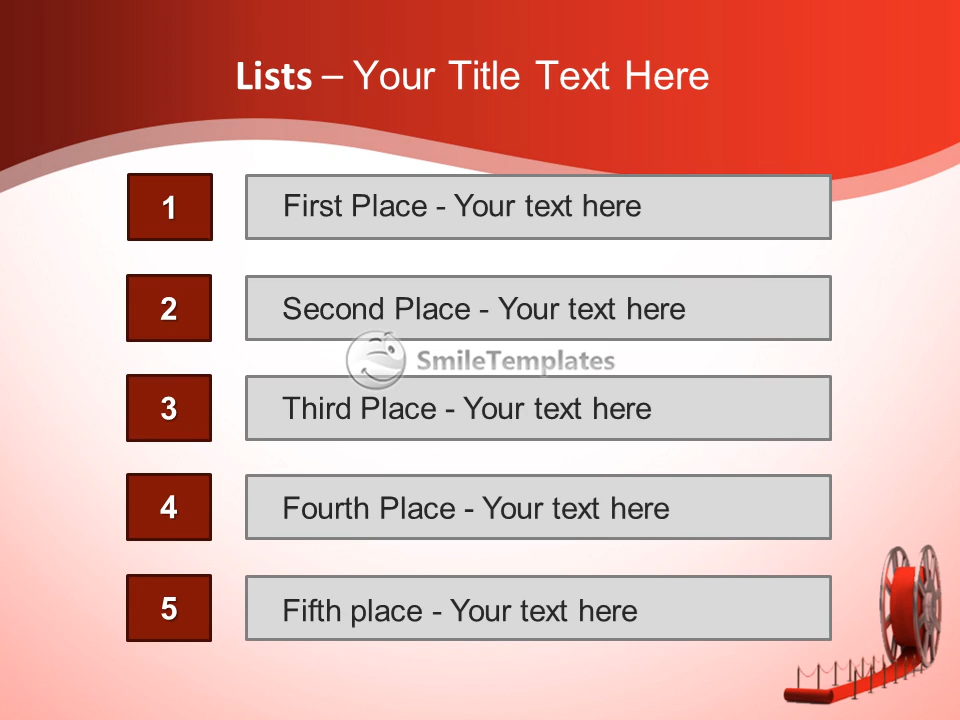 Lists – Your Title Text Here
1
First Place - Your text here
2
Second Place - Your text here
SmileTemplates
3
Third Place - Your text here
4
Fourth Place - Your text here
5
Fifth place - Your text here